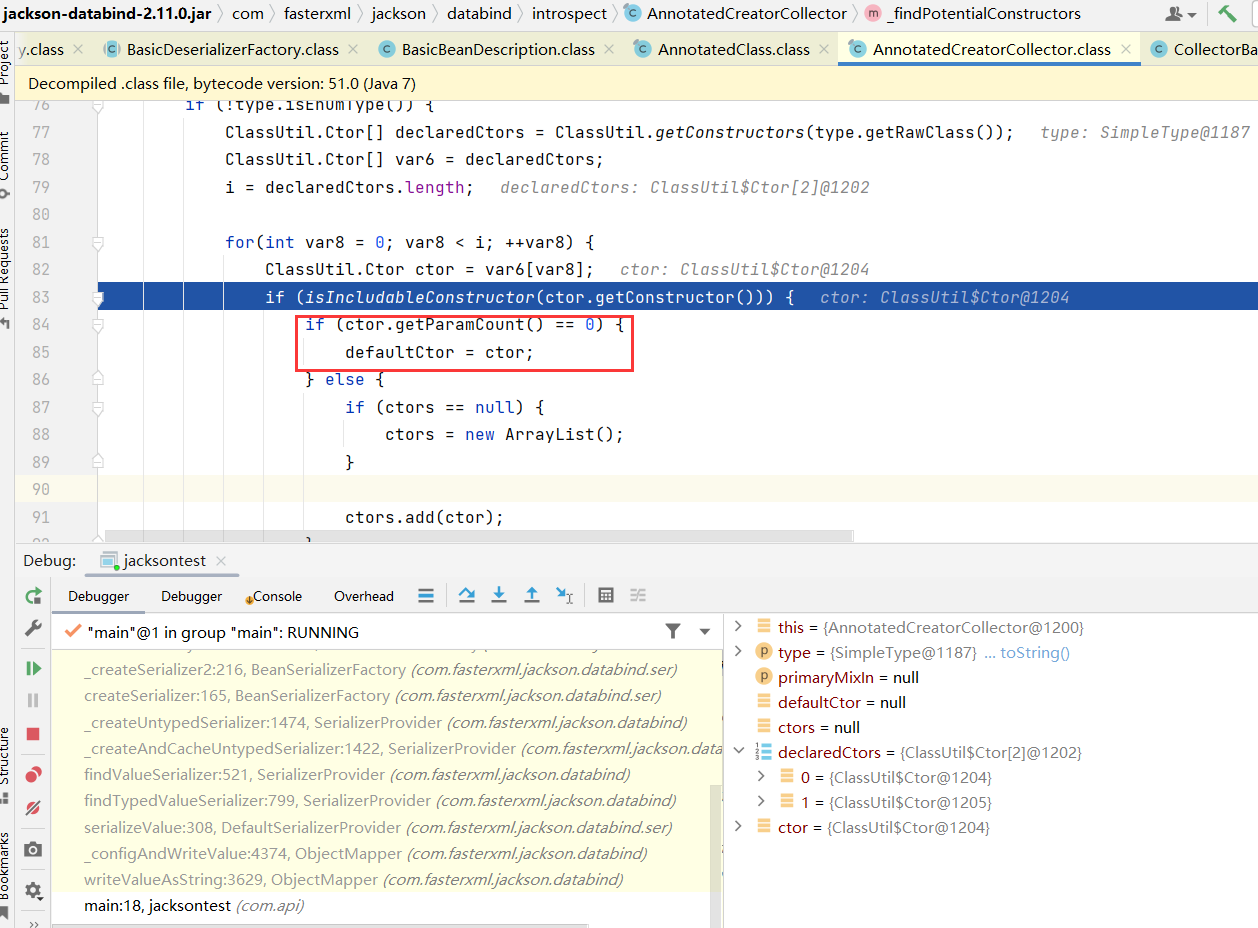 jackson-databind-2.11.0.jar com fasterxml jackson databind introspect AnnotatedCreatorCollector _findPotentialConstructors
y.class BasicDeserializerFactory.class BasicBeanDescription.class AnnotatedClass.class AnnotatedCreatorCollector.class CollectorBa
Decompiled .class file, bytecode version: 51.0 (Java 7)
76 if (!type.isEnumType()) {
77 ClassUtil.Ctor[] declaredCtors = ClassUtil.getConstructors(type.getRawClass()); type: SimpleType@1187
78 ClassUtil.Ctor[] var6 = declaredCtors;
79 i = declaredCtors.length; declaredCtors: ClassUtil$Ctor[2]@1202
80
81 for(int var8 = 0; var8 < i; ++var8) {
82 ClassUtil.Ctor ctor = var6[var8]; ctor: ClassUtil$Ctor@1204
83 if (isIncludableConstructor(ctor.getConstructor())) { ctor: ClassUtil$Ctor@1204
84 if (ctor.getParamCount() == 0) {
85 defaultCtor = ctor;
86 } else {
87 if (ctors == null) {
88 ctors = new ArrayList();
89 }
90
91 ctors.add(ctor);
Project
Commit
Pull Requests
Structure
Bookmarks
Debug: jacksontest
Debugger Debugger Console Overhead
"main"@1 in group "main": RUNNING
_createSerializer2:216, BeanSerializerFactory (com.fasterxml.jackson.databind.ser)
createSerializer:165, BeanSerializerFactory (com.fasterxml.jackson.databind.ser)
_createUntypedSerializer:1474, SerializerProvider (com.fasterxml.jackson.databind)
_createAndCacheUntypedSerializer:1422, SerializerProvider (com.fasterxml.jackson.data
findValueSerializer:521, SerializerProvider (com.fasterxml.jackson.databind)
findTypedValueSerializer:799, SerializerProvider (com.fasterxml.jackson.databind)
serializeValue:308, DefaultSerializerProvider (com.fasterxml.jackson.databind.ser)
_configAndWriteValue:4374, ObjectMapper (com.fasterxml.jackson.databind)
writeValueAsString:3629, ObjectMapper (com.fasterxml.jackson.databind)
main:18, jacksontest (com.api)
this = {AnnotatedCreatorCollector@1200}
type = {SimpleType@1187} ... toString()
primaryMixIn = null
defaultCtor = null
ctors = null
declaredCtors = {ClassUtil$Ctor[2]@1202}
0 = {ClassUtil$Ctor@1204}
1 = {ClassUtil$Ctor@1205}
ctor = {ClassUtil$Ctor@1204}